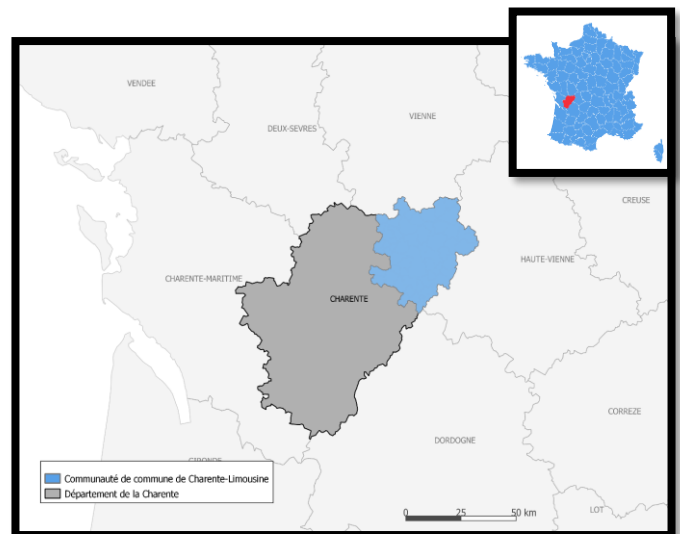 VENDEE
DEUX-SEVRES
VIENNE
CREUSE
CHARENTE-MARITIME
HAUTE-VIENNE
CHARENTE
CORREZE
DORDOGNE
GIRONDE
Communauté de commune de Charente-Limousine
Département de la Charente
0 25 50 km
LOT